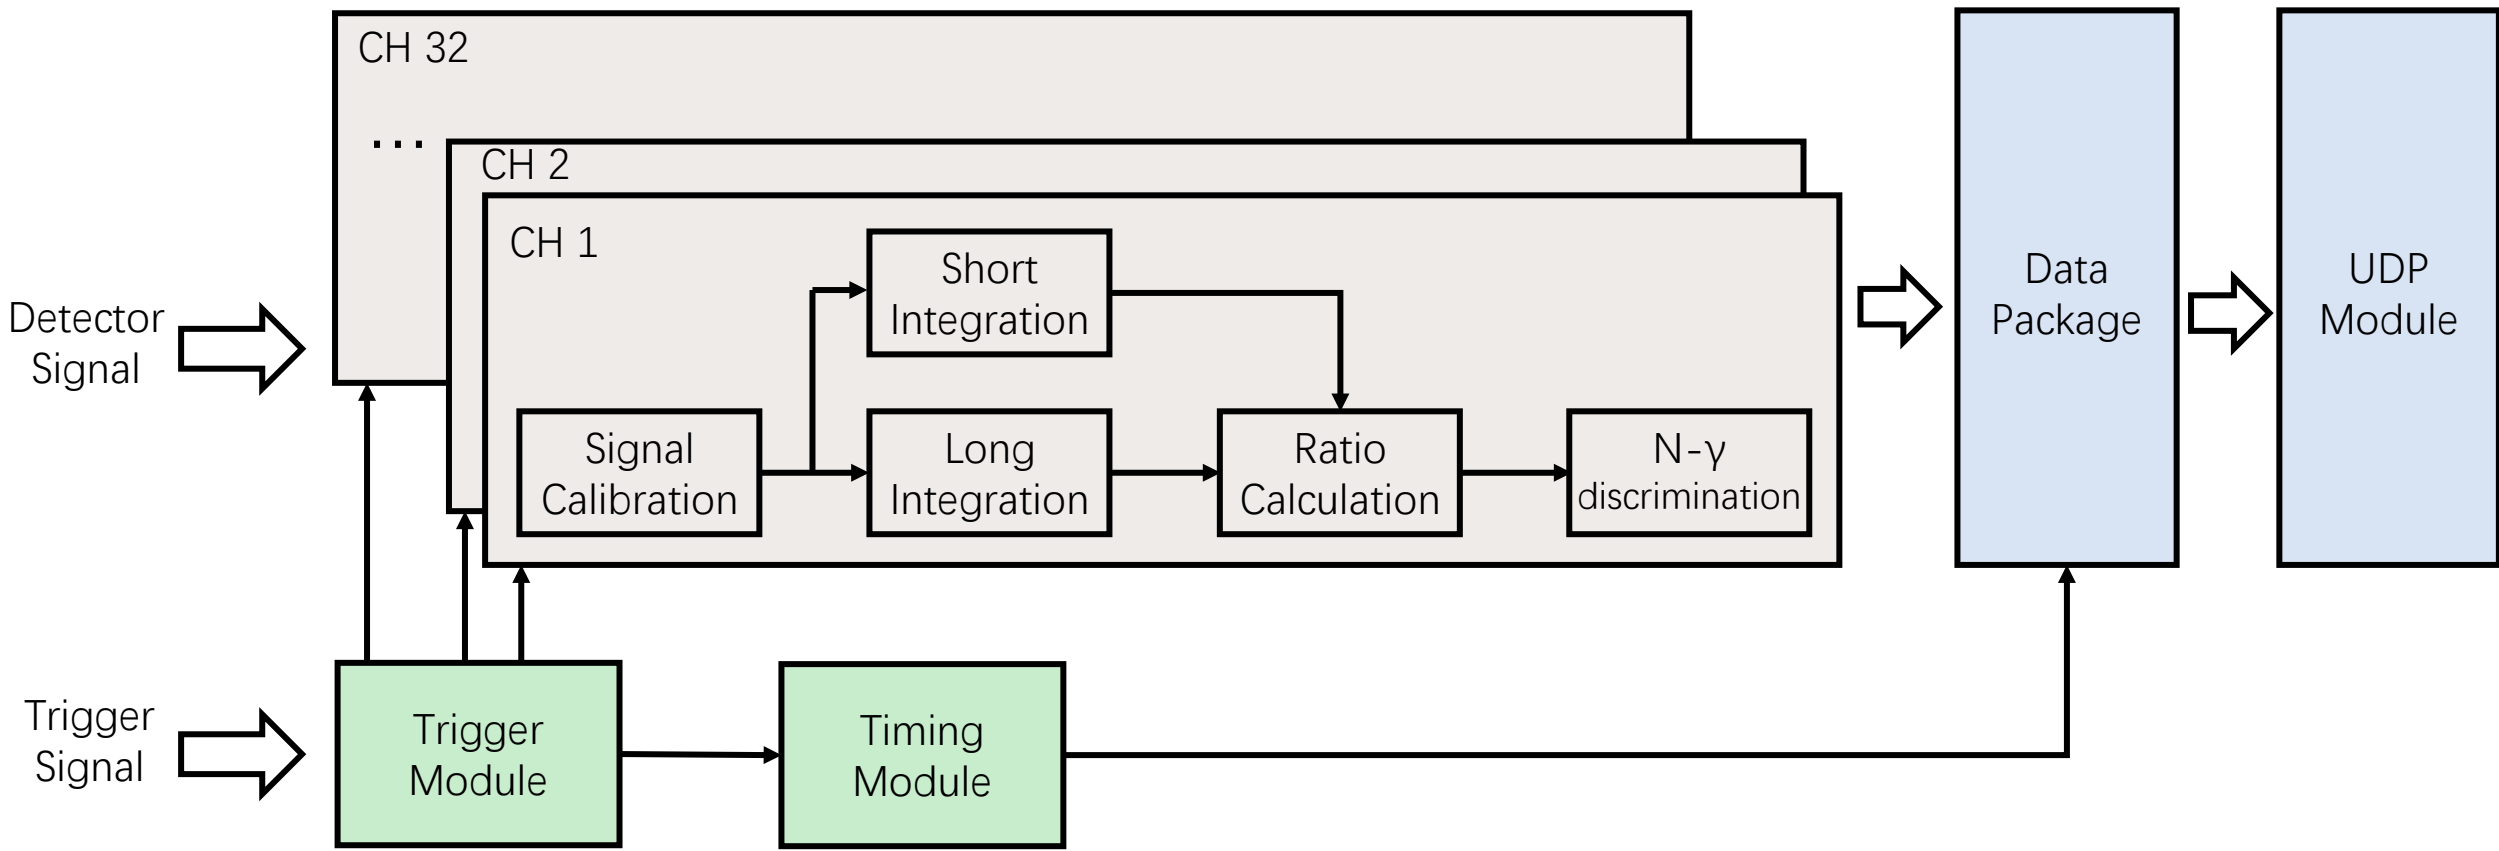 CH 32
...
CH 2
CH 1
Short
Integration
Detector
Signal
Signal
Calibration
Long
Integration
Ratio
Calculation
N-γ
discrimination
Data
Package
UDP
Module
Trigger
Signal
Trigger
Module
Timing
Module